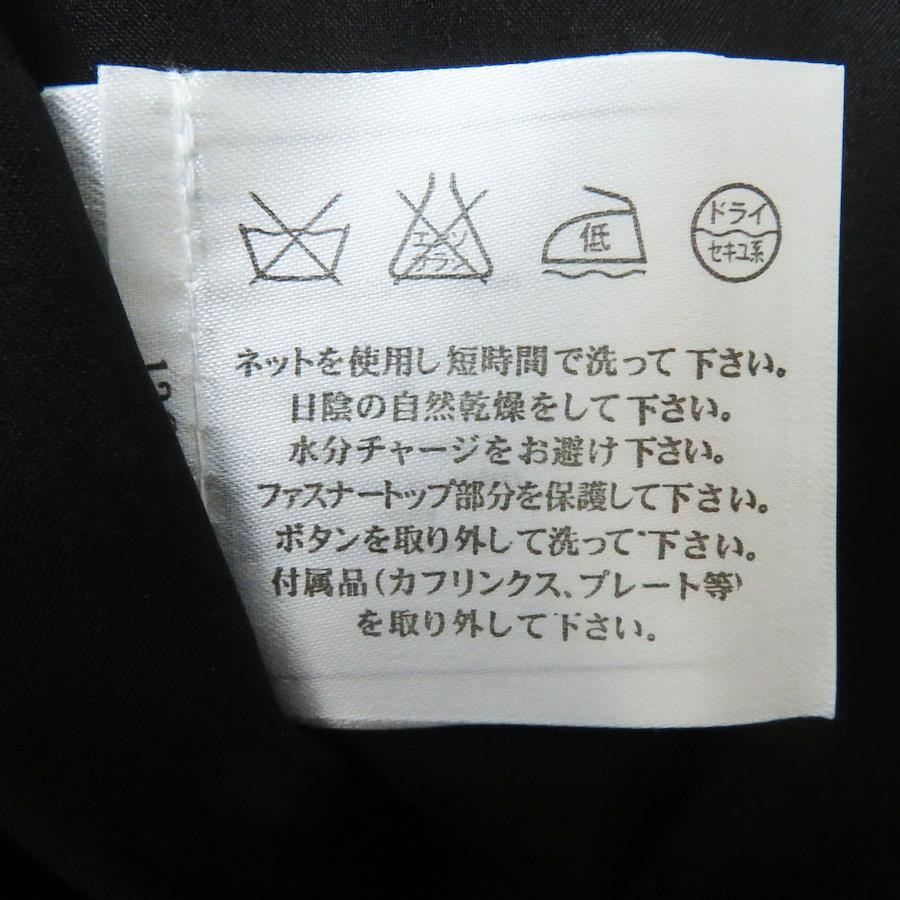 エンソ
サラシ
低
ドライ
セキユ系
ネットを使用し短時間で洗って下さい。
日陰の自然乾燥をして下さい。
水分チャージをお避け下さい。
ファスナートップ部分を保護して下さい。
ボタンを取り外して洗って下さい。
付属品(カフリンクス、プレート等)
を取り外して下さい。
12